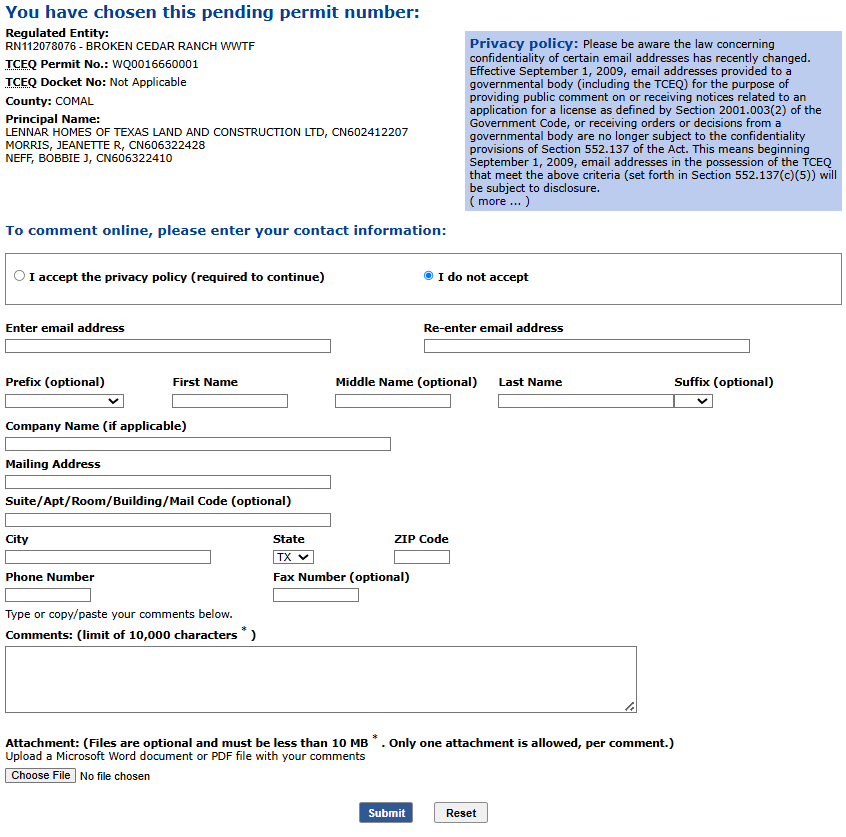 You have chosen this pending permit number:
Regulated Entity:
RN112078076 - BROKEN CEDAR RANCH WWTF
TCEQ Permit No.: WQ0016660001
TCEQ Docket No: Not Applicable
County: COMAL
Principal Name:
LENNAR HOMES OF TEXAS LAND AND CONSTRUCTION LTD, CN602412207
MORRIS, JEANETTE R, CN606322428
NEFF, BOBBIE J, CN606322410
Privacy policy: Please be aware the law concerning
confidentiality of certain email addresses has recently changed.
Effective September 1, 2009, email addresses provided to a
governmental body (including the TCEQ) for the purpose of
providing public comment on or receiving notices related to an
application for a license as defined by Section 2001.003(2) of the
Government Code, or receiving orders or decisions from a
governmental body are no longer subject to the confidentiality
provisions of Section 552.137 of the Act. This means beginning
September 1, 2009, email addresses in the possession of the TCEQ
that meet the above criteria (set forth in Section 552.137(c)(5)) will
be subject to disclosure.
( more ... )
To comment online, please enter your contact information:
I accept the privacy policy (required to continue)
I do not accept
Enter email address
Re-enter email address
Prefix (optional)
First Name
Middle Name (optional)
Last Name
Suffix (optional)
Company Name (if applicable)
Mailing Address
Suite/Apt/Room/Building/Mail Code (optional)
City
State
ZIP Code
TX
Phone Number
Fax Number (optional)
Type or copy/paste your comments below.
Comments: (limit of 10,000 characters * )
Attachment: (Files are optional and must be less than 10 MB * . Only one attachment is allowed, per comment.)
Upload a Microsoft Word document or PDF file with your comments
Choose File No file chosen
Submit
Reset